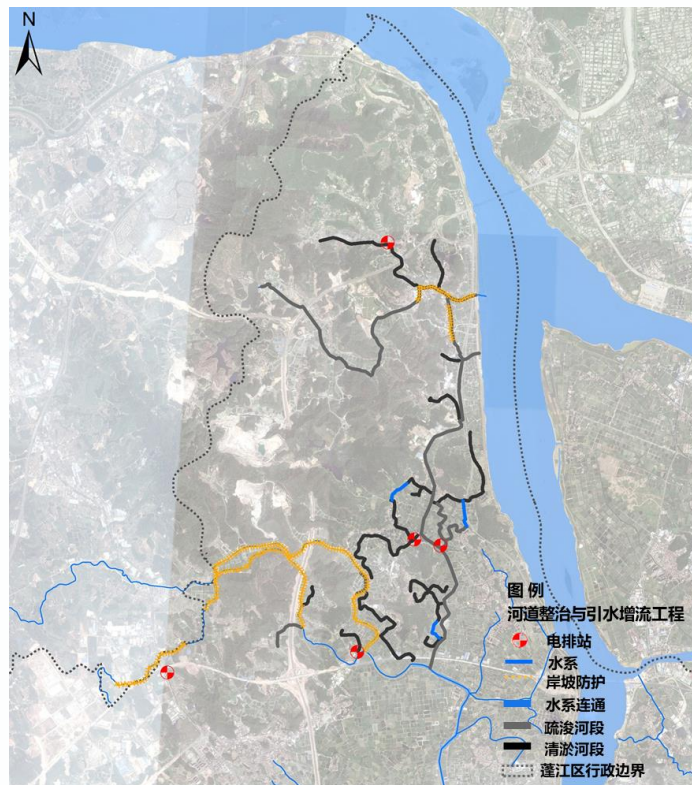 N
图 例
河道整治与引水增流工程
电排站
水系
岸坡防护
水系连通
疏浚河段
清淤河段
蓬江区行政边界